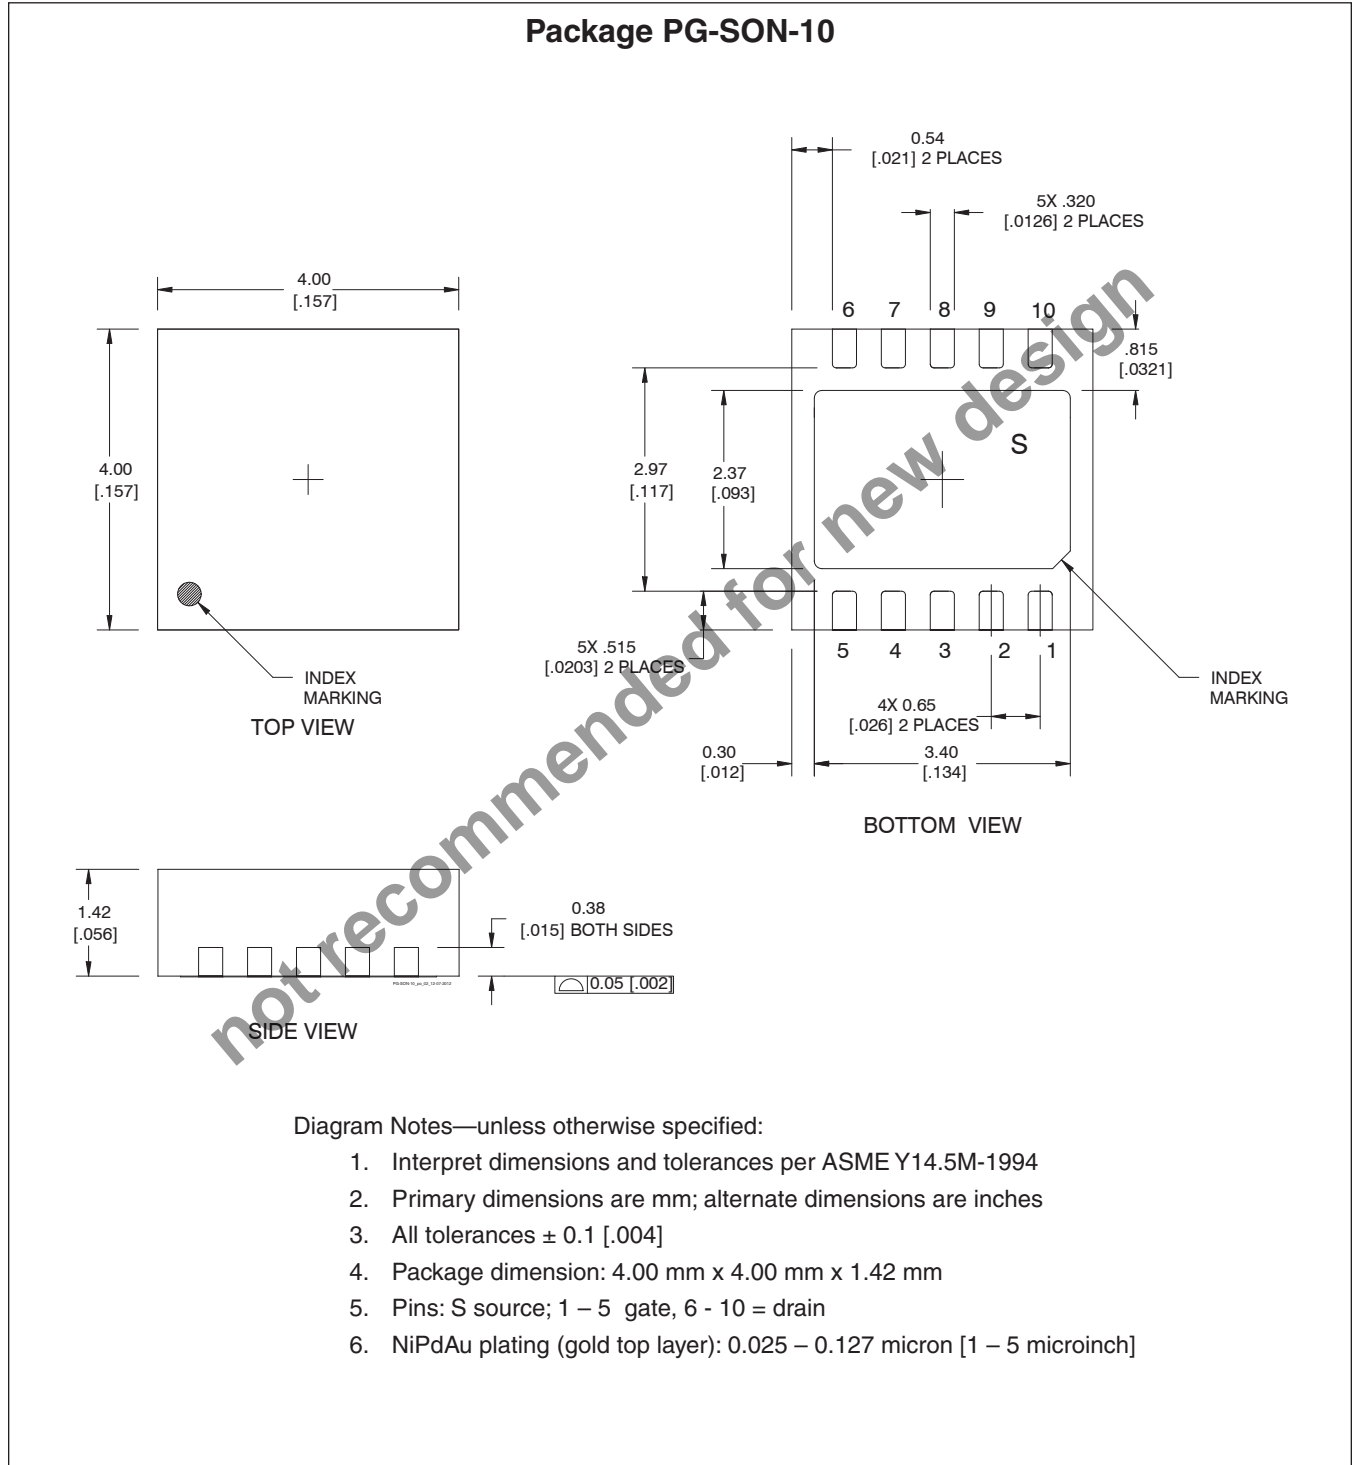 Package PG-SON-10
0.54
[.021] 2 PLACES
5X .320
[.0126] 2 PLACES
4.00
[.157]
6 7 8 9 10
.815
[.0321]
4.00
[.157]
2.97
[.117]
2.37
[.093]
S
5X .515
[.0203] 2 PLACES
5 4 3 2 1
INDEX
MARKING
TOP VIEW
INDEX
MARKING
4X 0.65
[.026] 2 PLACES
0.30
[.012]
3.40
[.134]
BOTTOM VIEW
1.42
[.056]
0.38
[.015] BOTH SIDES
0.05 [.002]
PG-SON-10_po_02_12-07-2012
SIDE VIEW
not recommended for new design
Diagram Notes—unless otherwise specified:
1. Interpret dimensions and tolerances per ASME Y14.5M-1994
2. Primary dimensions are mm; alternate dimensions are inches
3. All tolerances ± 0.1 [.004]
4. Package dimension: 4.00 mm x 4.00 mm x 1.42 mm
5. Pins: S source; 1 – 5 gate, 6 - 10 = drain
6. NiPdAu plating (gold top layer): 0.025 – 0.127 micron [1 – 5 microinch]